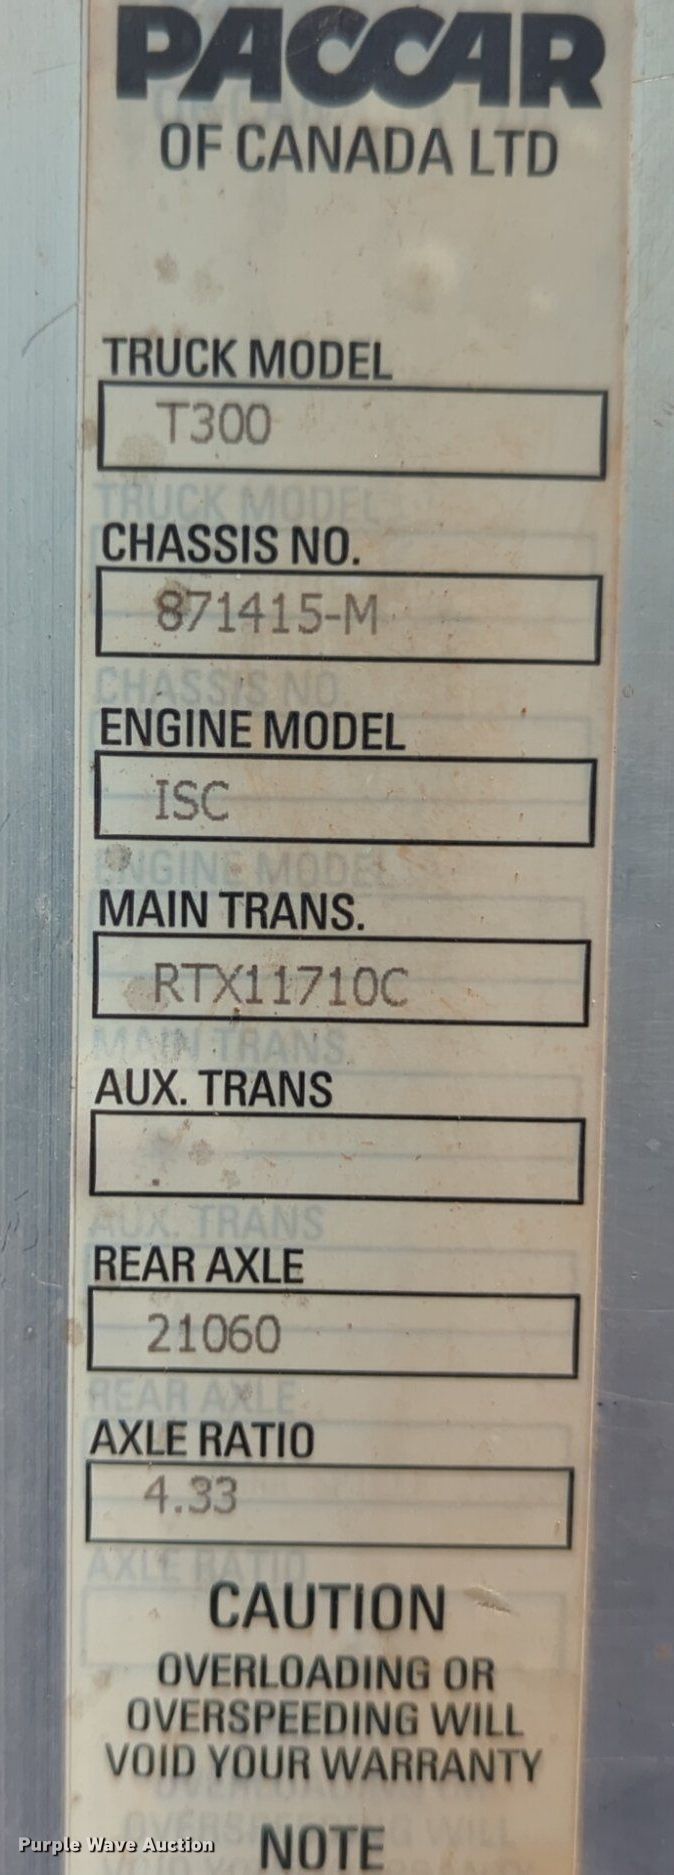 PACCAR
OF CANADA LTD
TRUCK MODEL
T300
CHASSIS NO.
871415-M
ENGINE MODEL
ISC
MAIN TRANS.
RTX11710C
AUX. TRANS
REAR AXLE
21060
AXLE RATIO
4.33
CAUTION
OVERLOADING OR
OVERSPEEDING WILL
VOID YOUR WARRANTY
NOTE
Purple Wave Auction